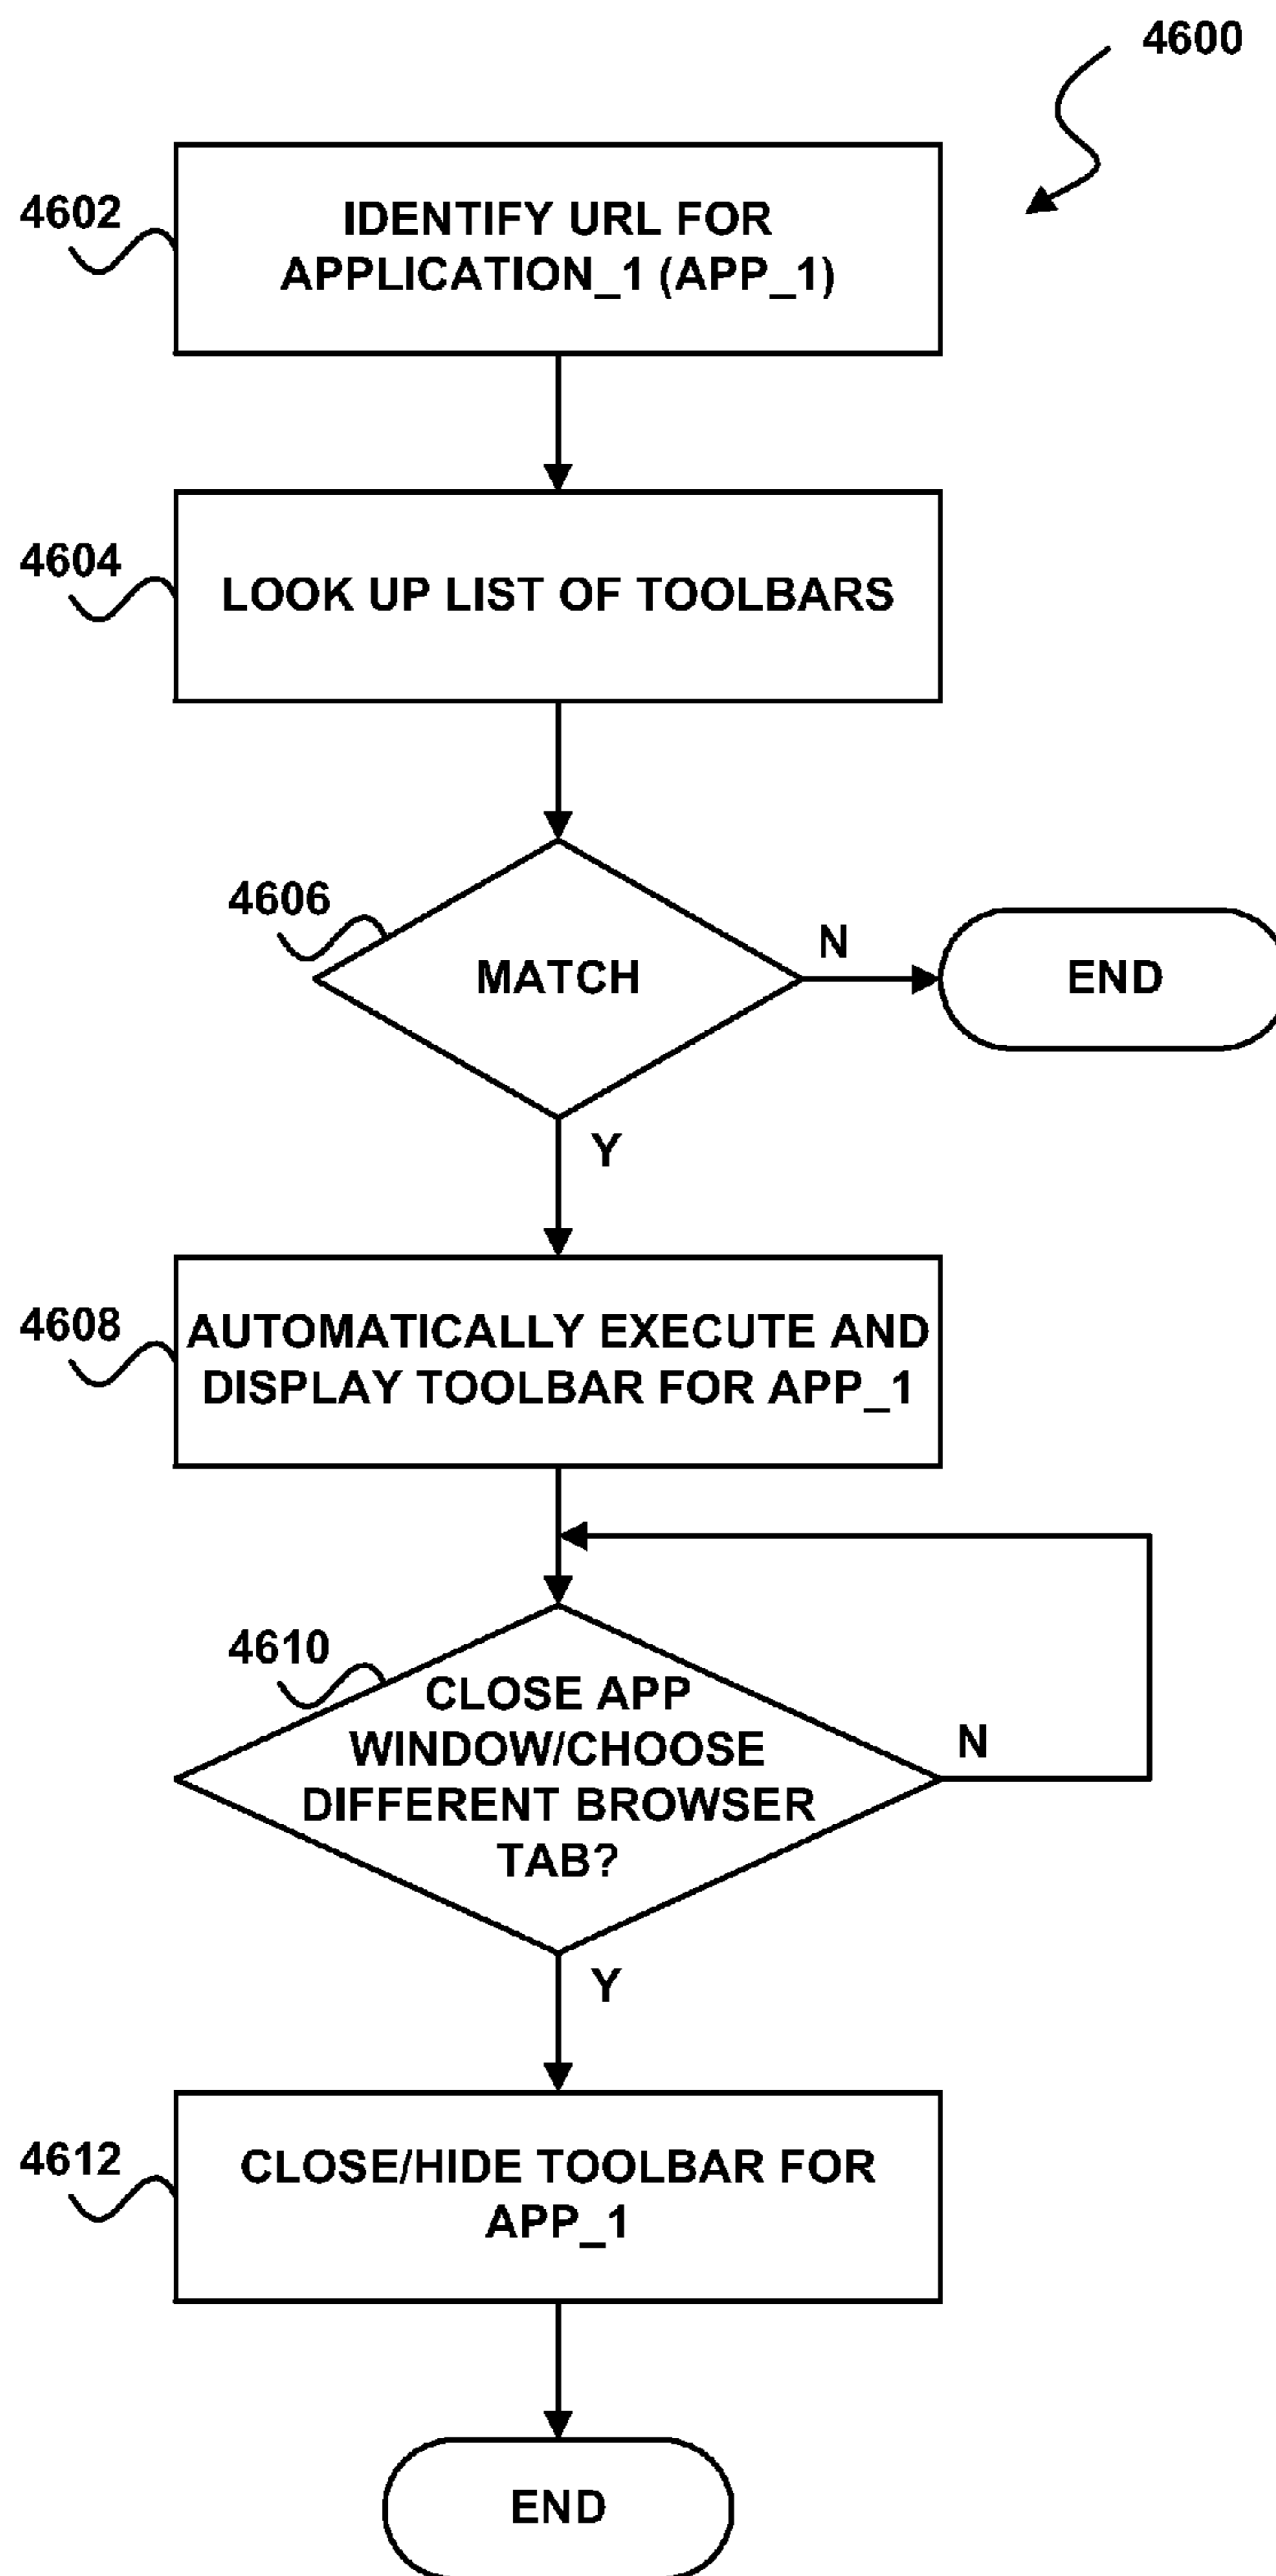 4600
4602
IDENTIFY URL FOR
APPLICATION_1 (APP_1)
4604
LOOK UP LIST OF TOOLBARS
4606
MATCH
N
END
Y
4608
AUTOMATICALLY EXECUTE AND
DISPLAY TOOLBAR FOR APP_1
4610
CLOSE APP
WINDOW/CHOOSE
DIFFERENT BROWSER
TAB?
N
Y
4612
CLOSE/HIDE TOOLBAR FOR
APP_1
END